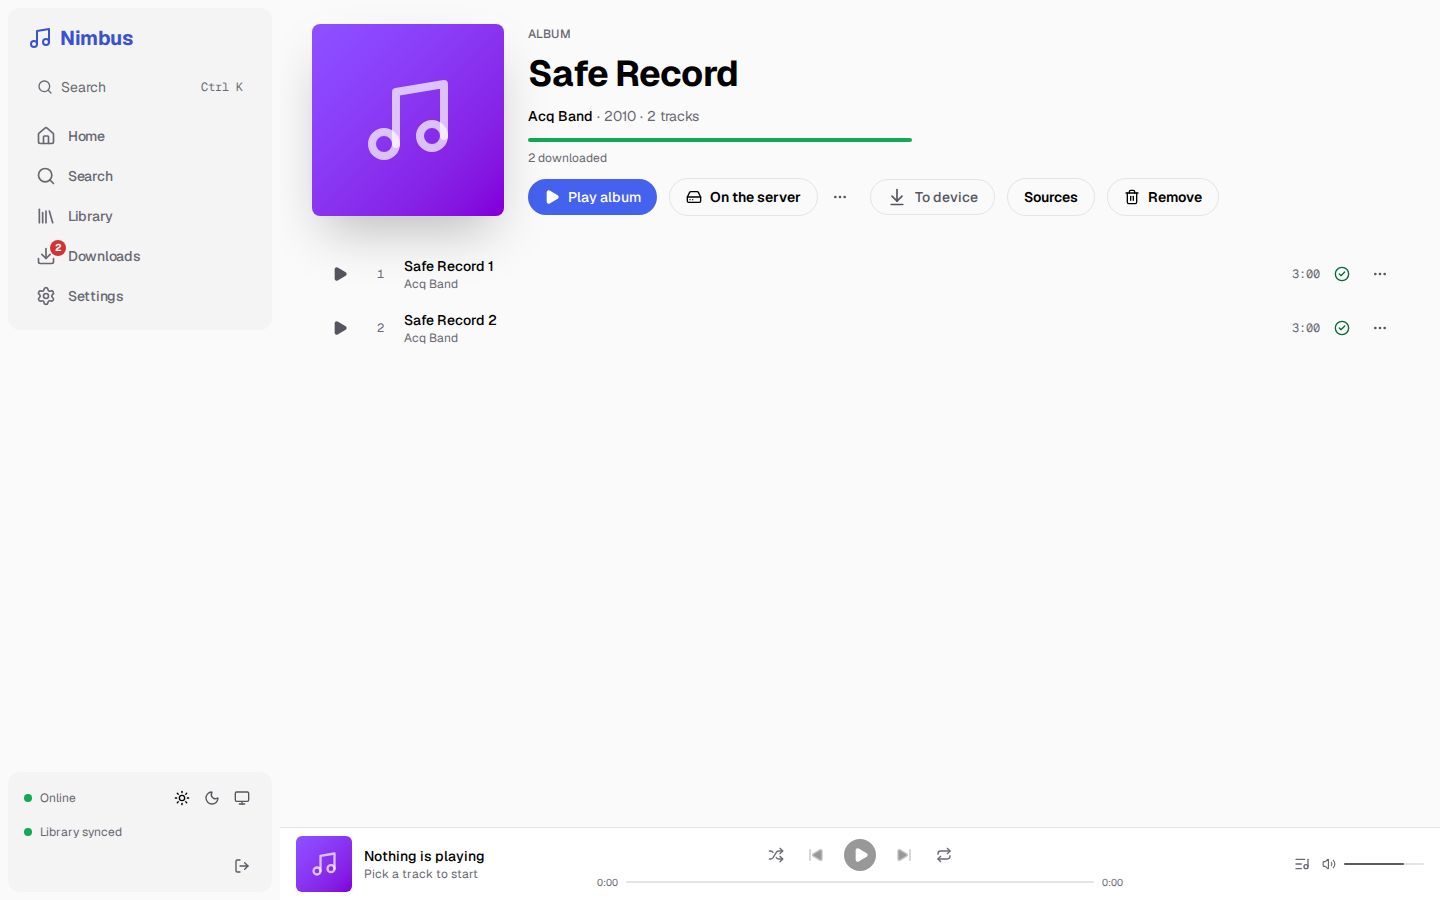 Nimbus
Search
Ctrl K
Home
Search
Library
2
Downloads
Settings
ALBUM
Safe Record
Acq Band · 2010 · 2 tracks
2 downloaded
Play album
On the server
To device
Sources
Remove
1
Safe Record 1
Acq Band
3:00
2
Safe Record 2
Acq Band
3:00
Online
Library synced
Nothing is playing
Pick a track to start
0:00
0:00